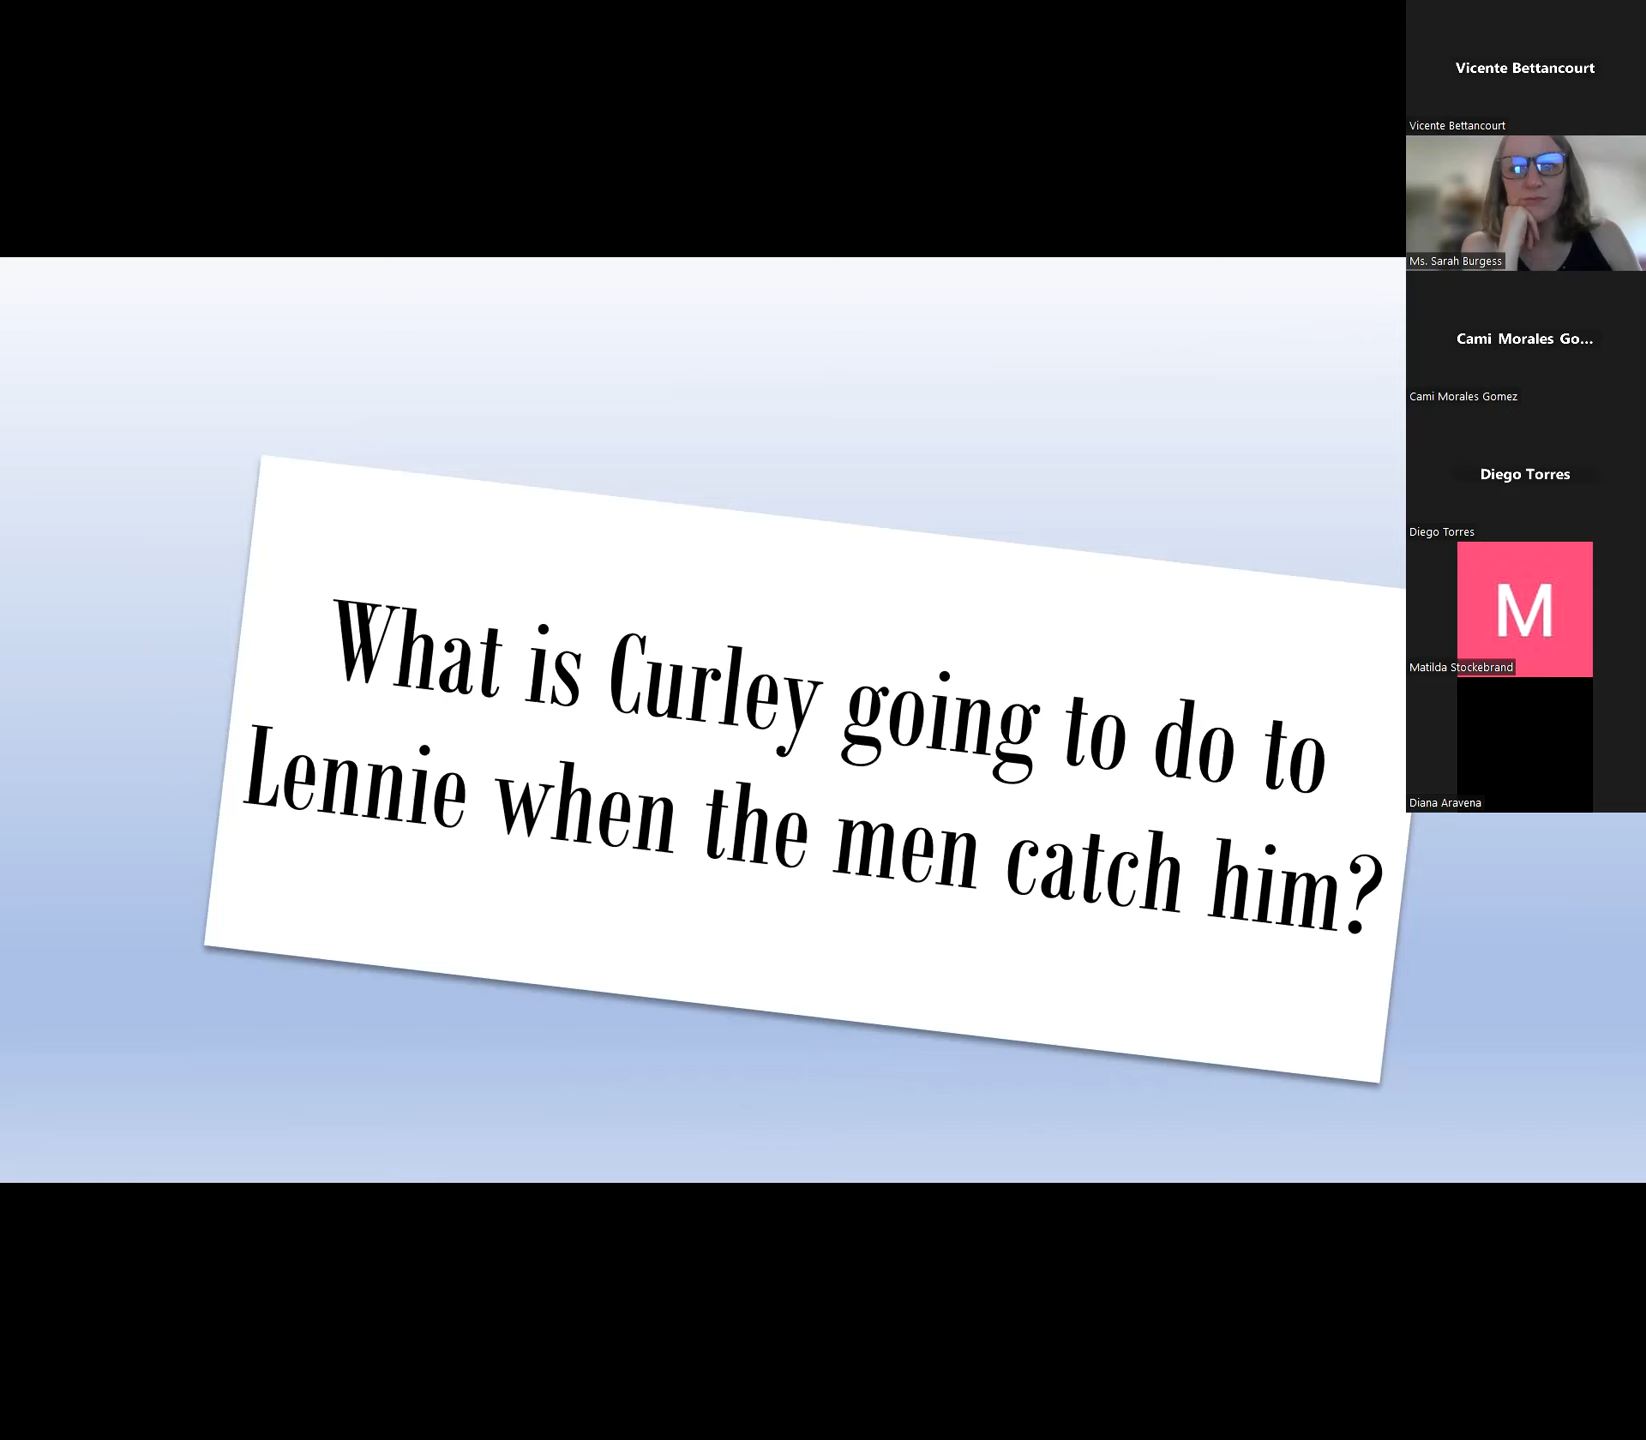 What is Curley going to do to
Lennie when the men catch him?
Vicente Bettancourt
Vicente Bettancourt
Ms. Sarah Burgess
Cami Morales Go...
Cami Morales Gomez
Diego Torres
Diego Torres
M
Matilda Stockebrand
Diana Aravena